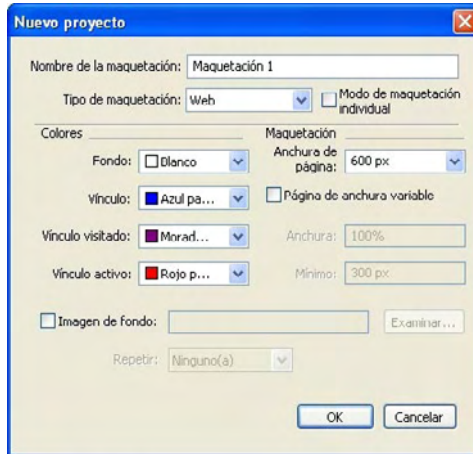 Nuevo proyecto
Nombre de la maquetación: Maquetación 1
Tipo de maquetación: Web
Modo de maquetación
individual
Colores
Maquetación
Fondo: Blanco
Anchura de
página: 600 px
Vínculo: Azul pa...
Página de anchura variable
Vínculo visitado: Morad...
Anchura: 100%
Vínculo activo: Rojo p...
Mínimo: 300 px
Imagen de fondo:
Examinar...
Repetir: Ninguno(a)
OK
Cancelar